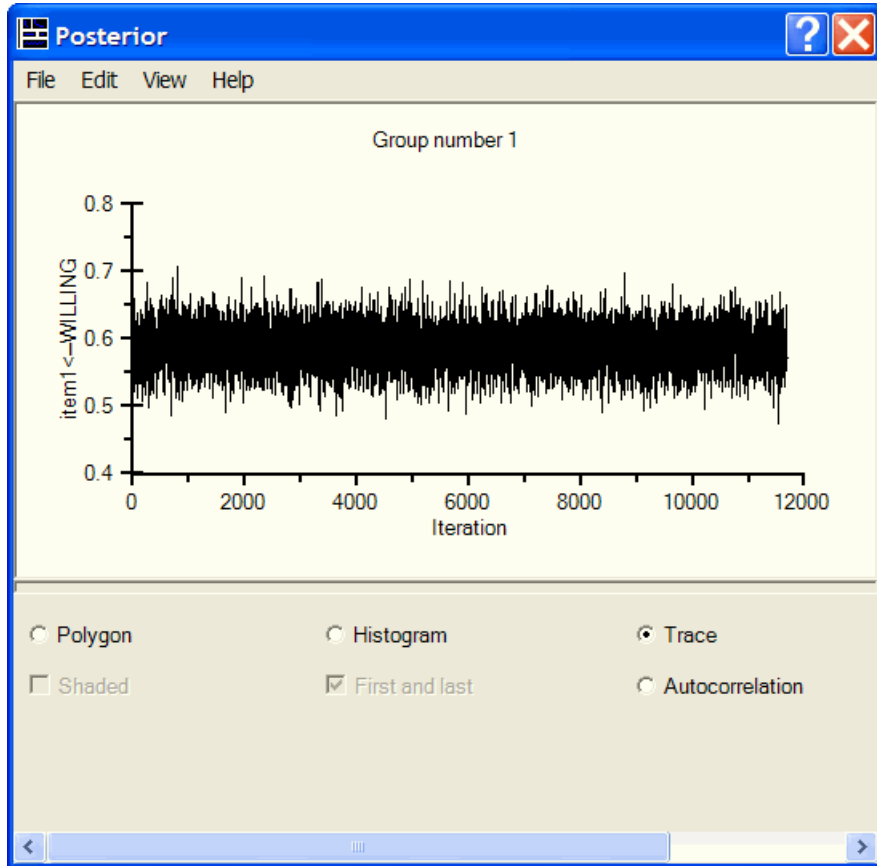 Posterior
File Edit View Help
Group number 1
item1<--WILLING
0.8
0.7
0.6
0.5
0.4
0 2000 4000 6000 8000 10000 12000
Iteration
Polygon Histogram Trace
Shaded First and last Autocorrelation